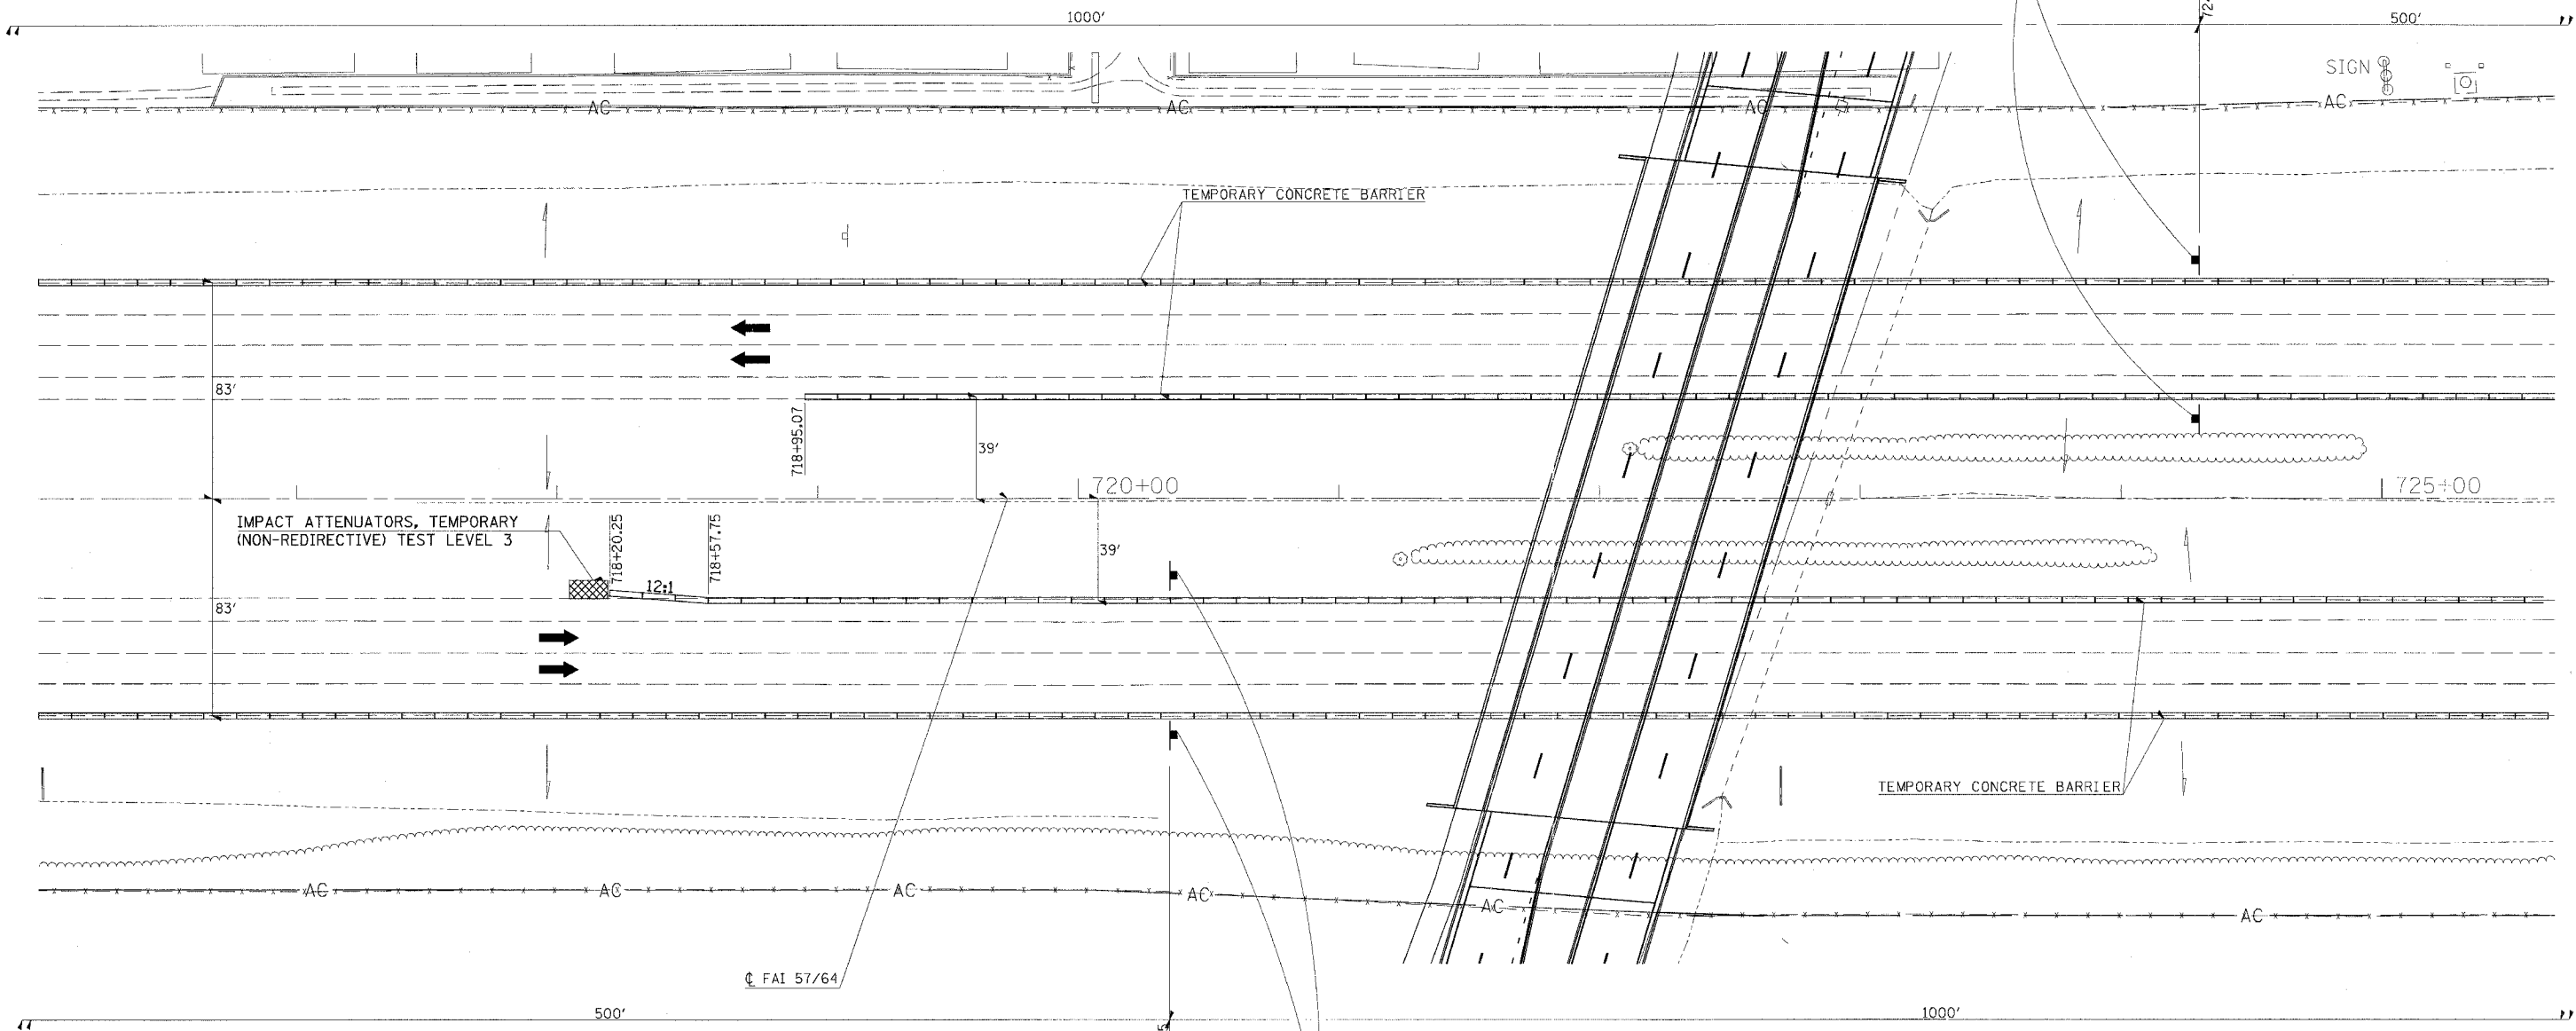 1000'
500'
SIGN
AC
AC
AC
AC
TEMPORARY CONCRETE BARRIER
83'
718+95.07
39'
720+00
725+00
IMPACT ATTENUATORS, TEMPORARY
(NON-REDIRECTIVE) TEST LEVEL 3
718+20.25
718+57.75
12:1
39'
83'
TEMPORARY CONCRETE BARRIER
AC
AC
AC
AC
AC
AC
℄ FAI 57/64
500'
1000'